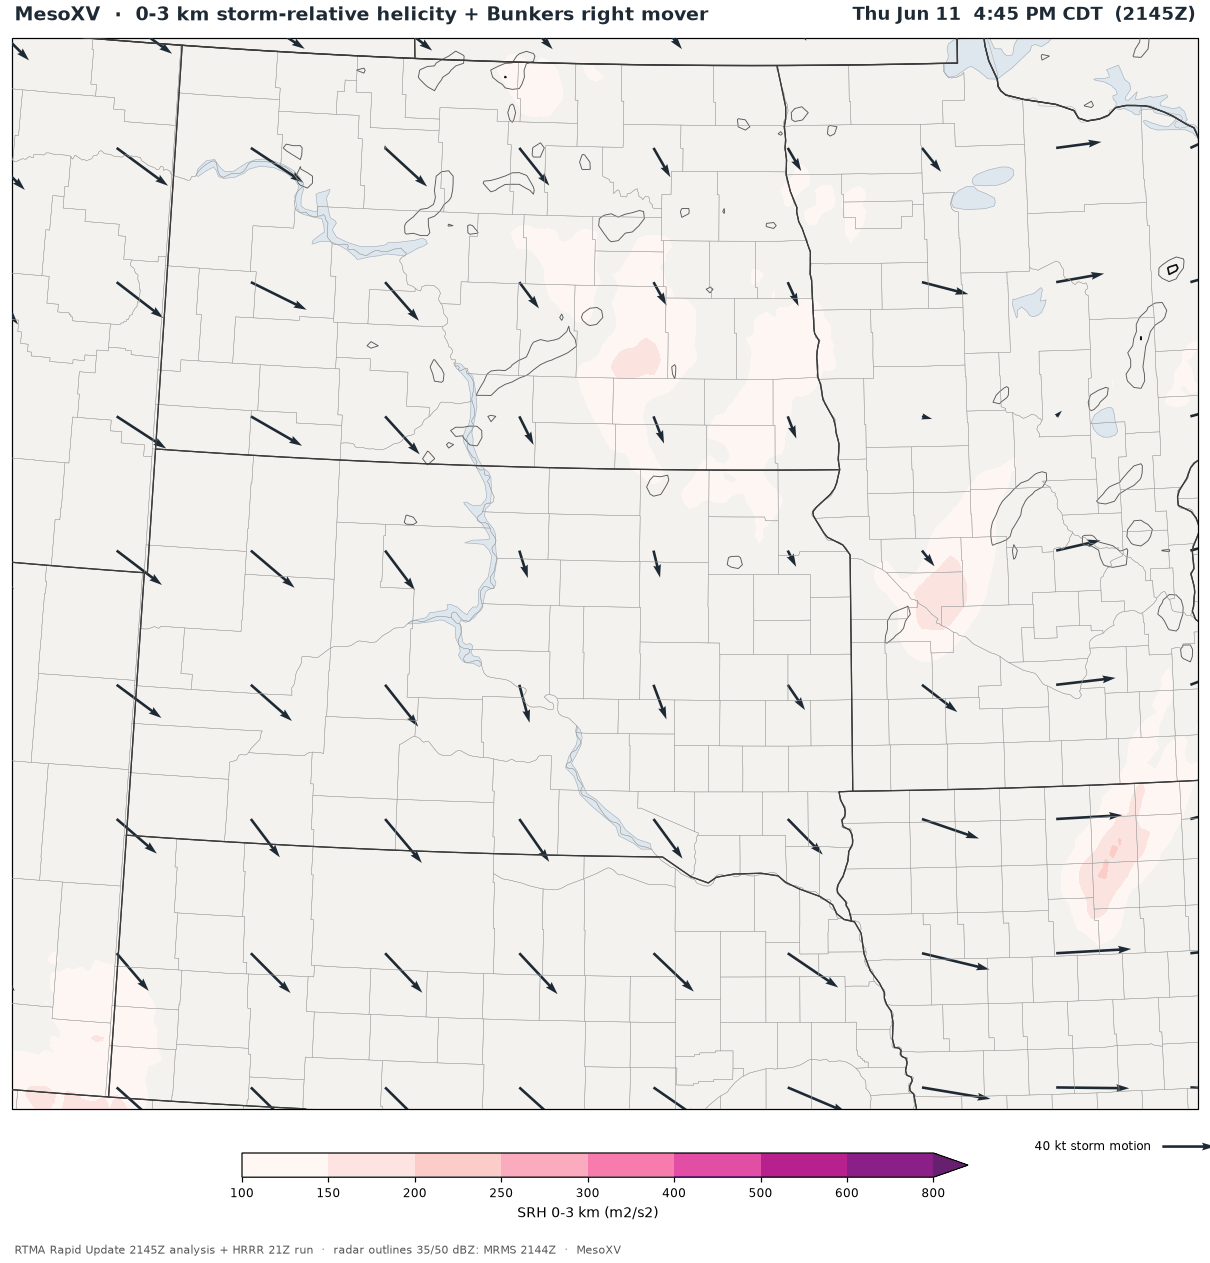 MesoXV · 0-3 km storm-relative helicity + Bunkers right mover
Thu Jun 11 4:45 PM CDT (2145Z)
40 kt storm motion
100 150 200 250 300 400 500 600 800
SRH 0-3 km (m2/s2)
RTMA Rapid Update 2145Z analysis + HRRR 21Z run · radar outlines 35/50 dBZ: MRMS 2144Z · MesoXV